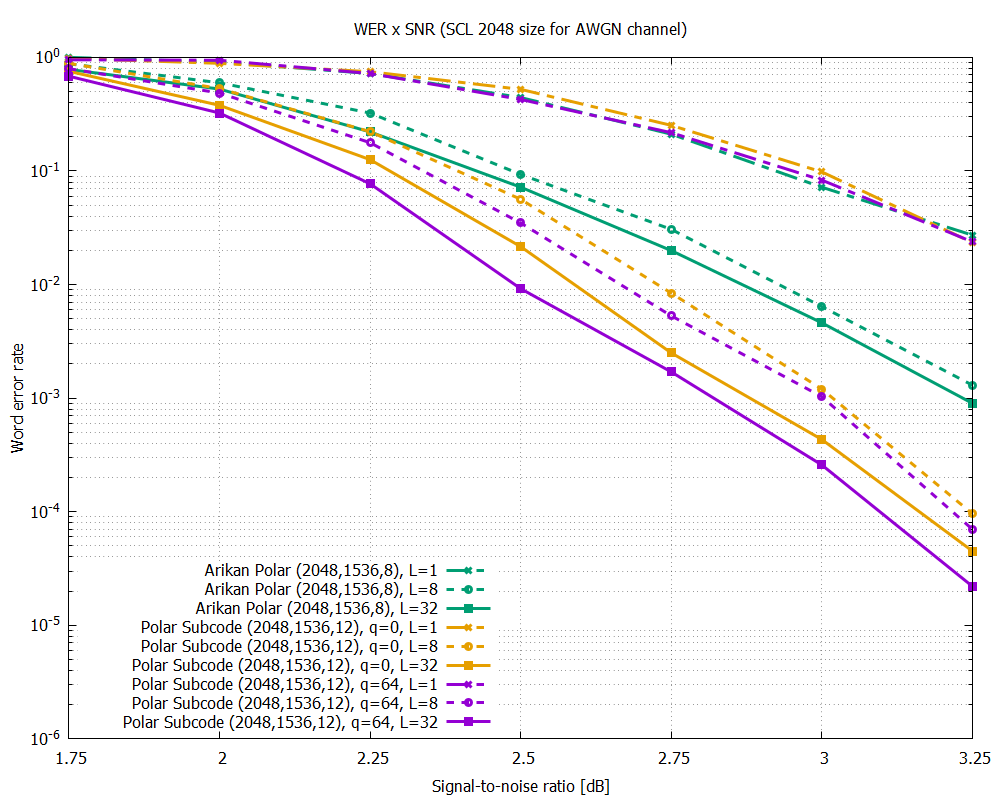 WER x SNR (SCL 2048 size for AWGN channel)
10^0
10^-1
10^-2
10^-3
10^-4
10^-5
10^-6
Word error rate
Arikan Polar (2048,1536,8), L=1
Arikan Polar (2048,1536,8), L=8
Arikan Polar (2048,1536,8), L=32
Polar Subcode (2048,1536,12), q=0, L=1
Polar Subcode (2048,1536,12), q=0, L=8
Polar Subcode (2048,1536,12), q=0, L=32
Polar Subcode (2048,1536,12), q=64, L=1
Polar Subcode (2048,1536,12), q=64, L=8
Polar Subcode (2048,1536,12), q=64, L=32
1.75 2 2.25 2.5 2.75 3 3.25
Signal-to-noise ratio [dB]